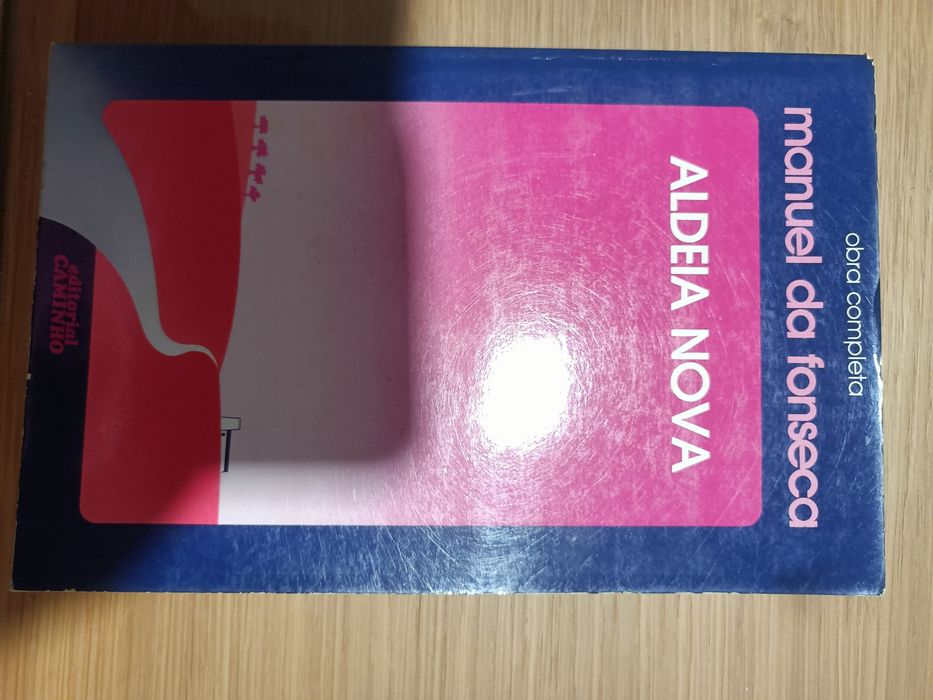 obra completa
manuel da fonseca
ALDEIA NOVA
editorial
CAMINHO